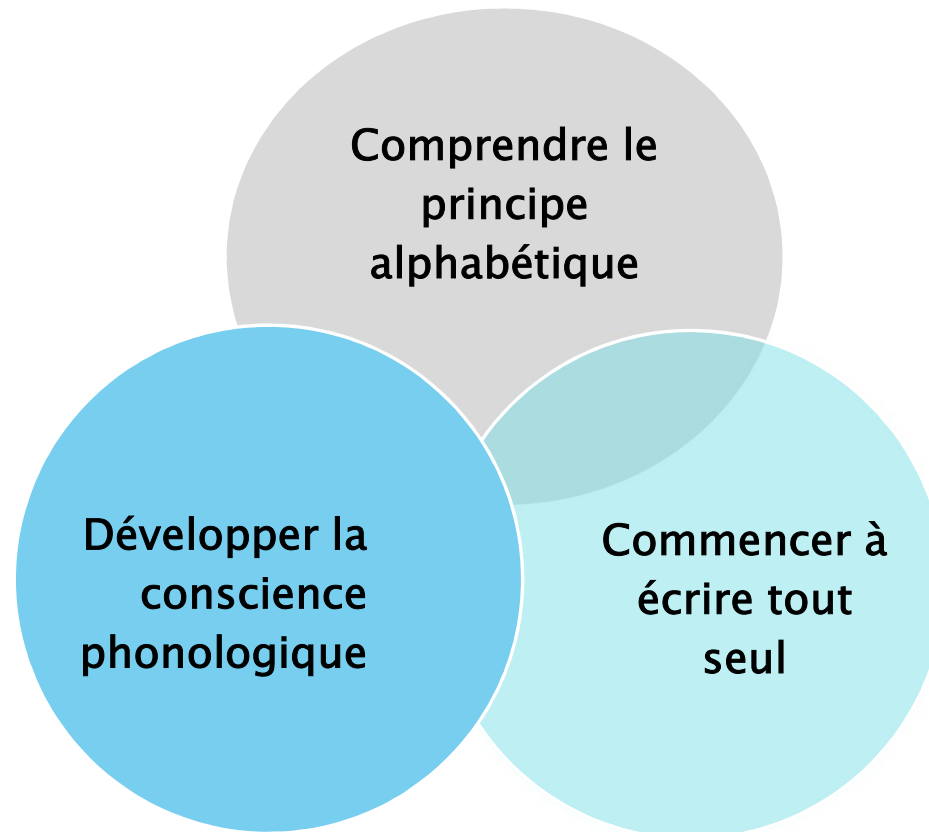 Comprendre le
principe
alphabétique
Développer la
conscience
phonologique
Commencer à
écrire tout
seul